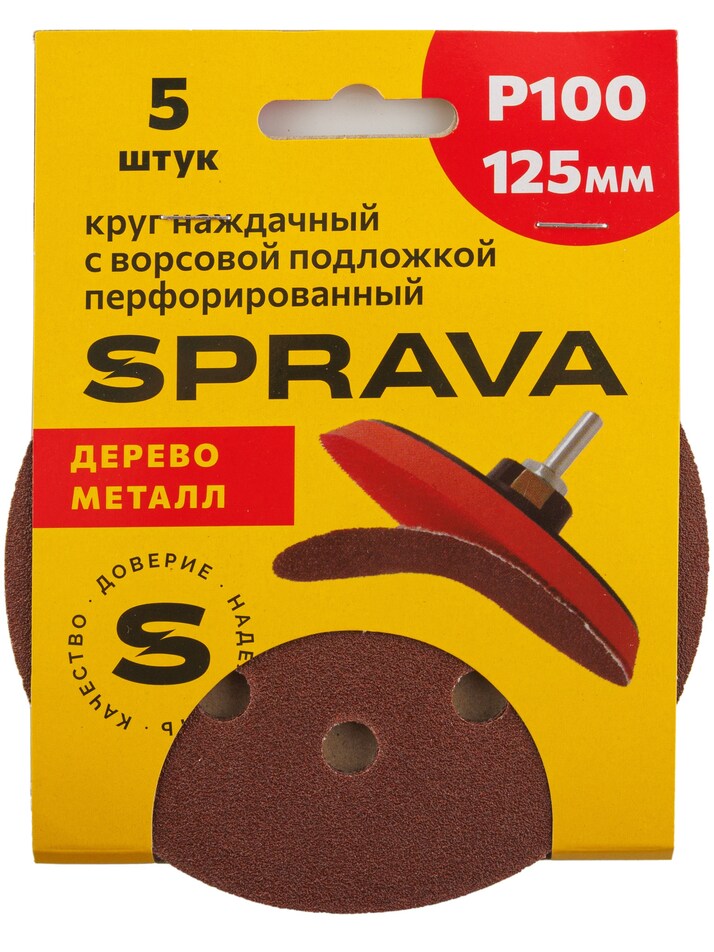 5
штук
P100
125мм
круг наждачный
с ворсовой подложкой
перфорированный
SPRAVA
ДЕРЕВО
МЕТАЛЛ
КАЧЕСТВО · ДОВЕРИЕ ·
S